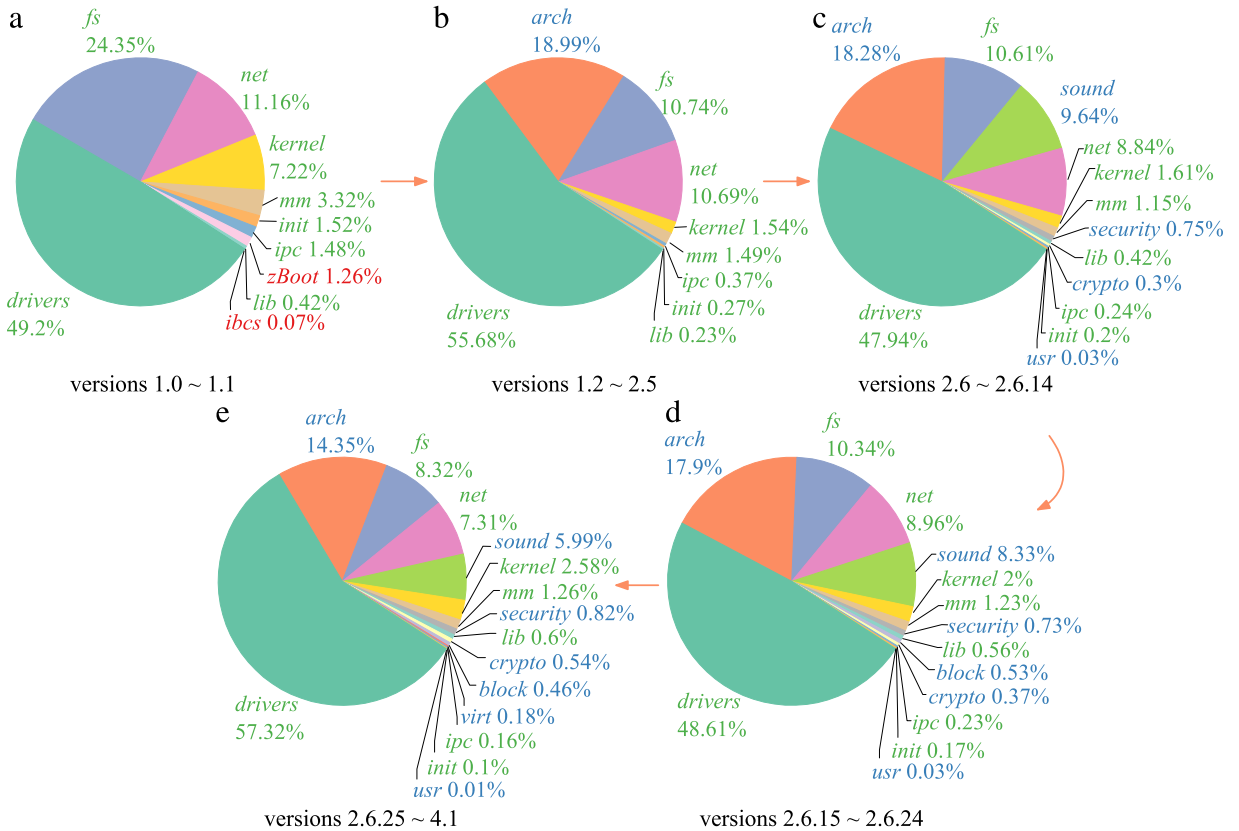 a
fs
24.35%
net
11.16%
kernel
7.22%
mm 3.32%
init 1.52%
ipc 1.48%
zBoot 1.26%
lib 0.42%
ibcs 0.07%
drivers
49.2%
versions 1.0 ~ 1.1
b
arch
18.99%
fs
10.74%
net
10.69%
kernel 1.54%
mm 1.49%
ipc 0.37%
init 0.27%
lib 0.23%
drivers
55.68%
versions 1.2 ~ 2.5
c
arch
18.28%
fs
10.61%
sound
9.64%
net 8.84%
kernel 1.61%
mm 1.15%
security 0.75%
lib 0.42%
crypto 0.3%
ipc 0.24%
init 0.2%
usr 0.03%
drivers
47.94%
versions 2.6 ~ 2.6.14
e
arch
14.35%
fs
8.32%
net
7.31%
sound 5.99%
kernel 2.58%
mm 1.26%
security 0.82%
lib 0.6%
crypto 0.54%
block 0.46%
virt 0.18%
ipc 0.16%
init 0.1%
usr 0.01%
drivers
57.32%
versions 2.6.25 ~ 4.1
d
arch
17.9%
fs
10.34%
net
8.96%
sound 8.33%
kernel 2%
mm 1.23%
security 0.73%
lib 0.56%
block 0.53%
crypto 0.37%
ipc 0.23%
init 0.17%
usr 0.03%
drivers
48.61%
versions 2.6.15 ~ 2.6.24